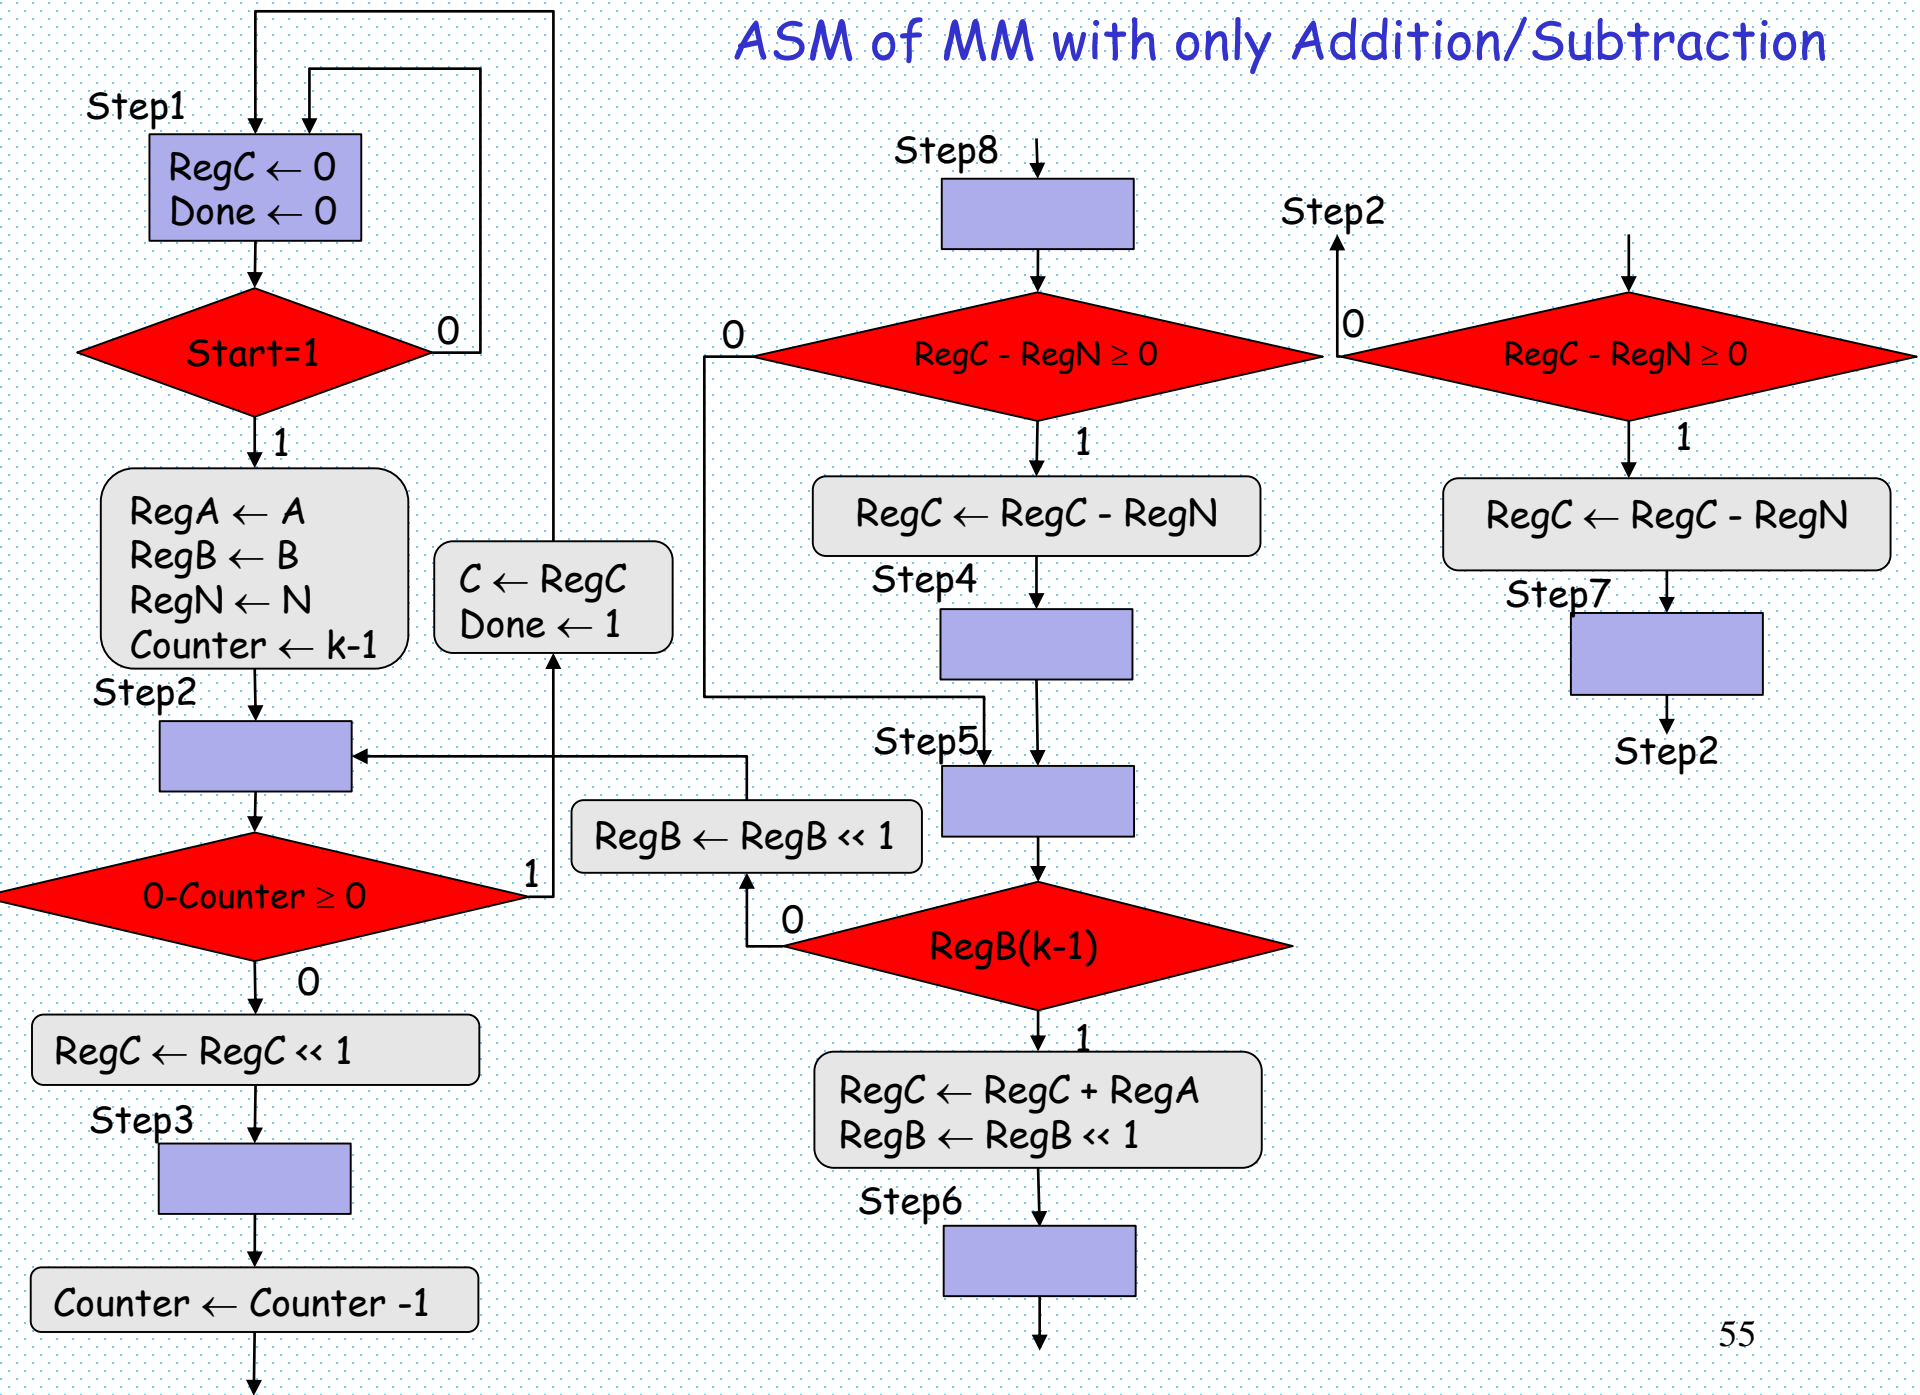 ASM of MM with only Addition/Subtraction
Step1
RegC ← 0
Done ← 0
Start=1
0
1
RegA ← A
RegB ← B
RegN ← N
Counter ← k-1
C ← RegC
Done ← 1
Step2
0-Counter ≥ 0
1
0
RegC ← RegC << 1
Step3
Counter ← Counter -1
Step8
RegC - RegN ≥ 0
0
1
RegC ← RegC - RegN
Step4
Step5
RegB ← RegB << 1
0
RegB(k-1)
1
RegC ← RegC + RegA
RegB ← RegB << 1
Step6
Step2
0
RegC - RegN ≥ 0
1
RegC ← RegC - RegN
Step7
Step2
55